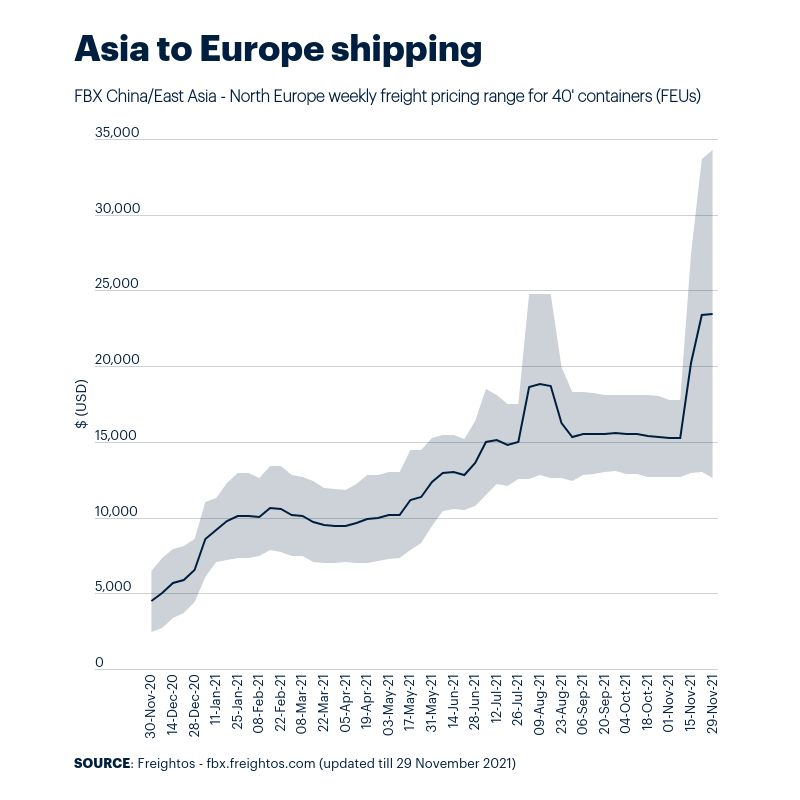 Asia to Europe shipping
FBX China/East Asia - North Europe weekly freight pricing range for 40' containers (FEUs)
35,000
30,000
25,000
20,000
$ (USD)
15,000
10,000
5,000
0
30-Nov-20
14-Dec-20
28-Dec-20
11-Jan-21
25-Jan-21
08-Feb-21
22-Feb-21
08-Mar-21
22-Mar-21
05-Apr-21
19-Apr-21
03-May-21
17-May-21
31-May-21
14-Jun-21
28-Jun-21
12-Jul-21
26-Jul-21
09-Aug-21
23-Aug-21
06-Sep-21
20-Sep-21
04-Oct-21
18-Oct-21
01-Nov-21
15-Nov-21
29-Nov-21
SOURCE: Freightos - fbx.freightos.com (updated till 29 November 2021)